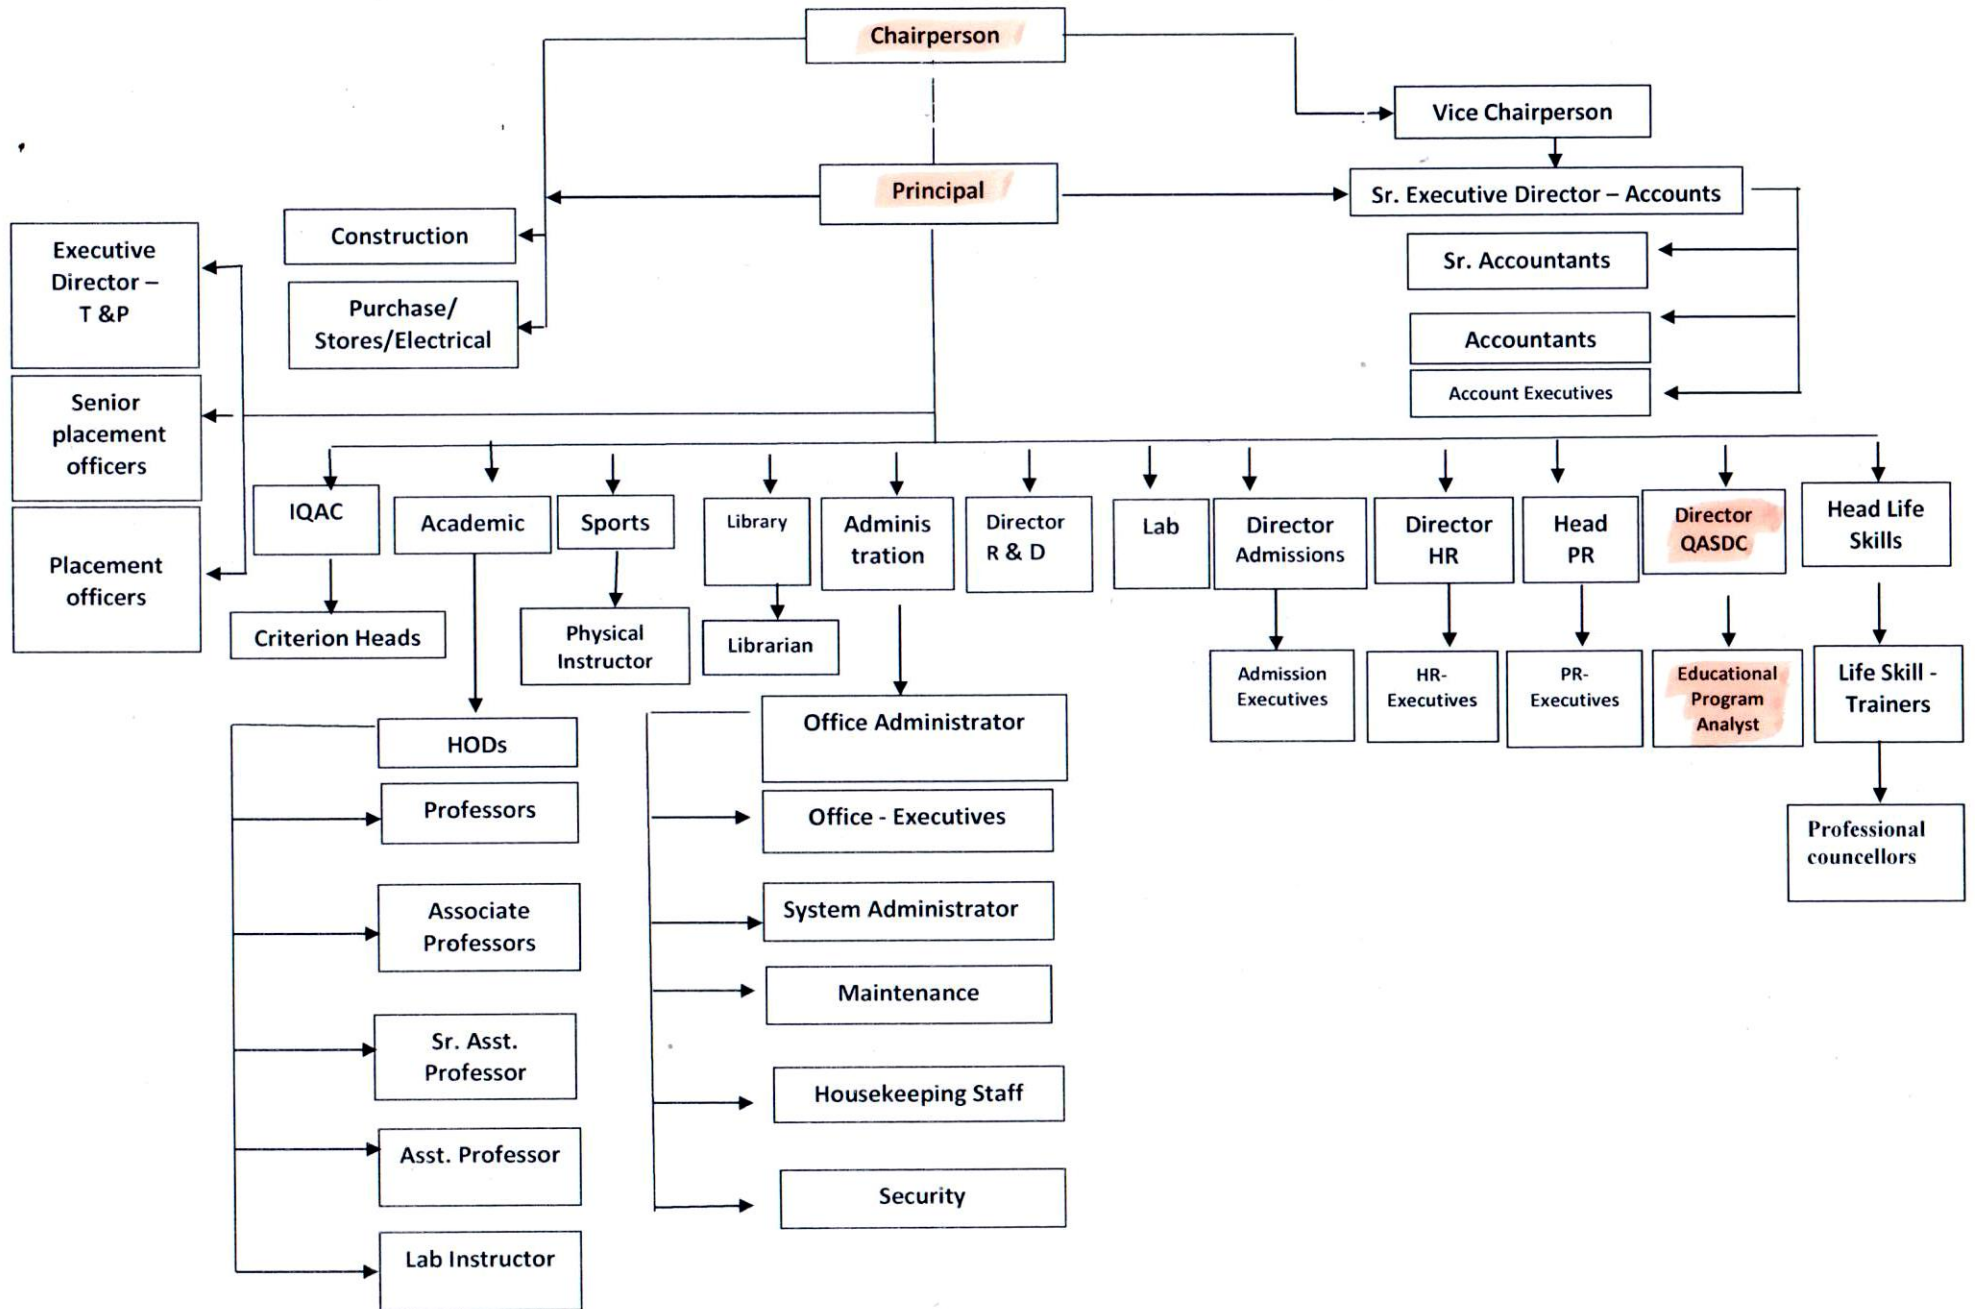 Chairperson
Vice Chairperson
Principal
Sr. Executive Director – Accounts
Construction
Executive
Director –
T &P
Sr. Accountants
Purchase/
Stores/Electrical
Accountants
Account Executives
Senior
placement
officers
Placement
officers
IQAC
Academic
Sports
Library
Adminis
tration
Director
R & D
Lab
Director
Admissions
Director
HR
Head
PR
Director
QASDC
Head Life
Skills
Criterion Heads
Physical
Instructor
Librarian
Admission
Executives
HR-
Executives
PR-
Executives
Educational
Program
Analyst
Life Skill -
Trainers
HODs
Office Administrator
Professors
Office - Executives
Professional
councellors
Associate
Professors
System Administrator
Maintenance
Sr. Asst.
Professor
Housekeeping Staff
Asst. Professor
Security
Lab Instructor